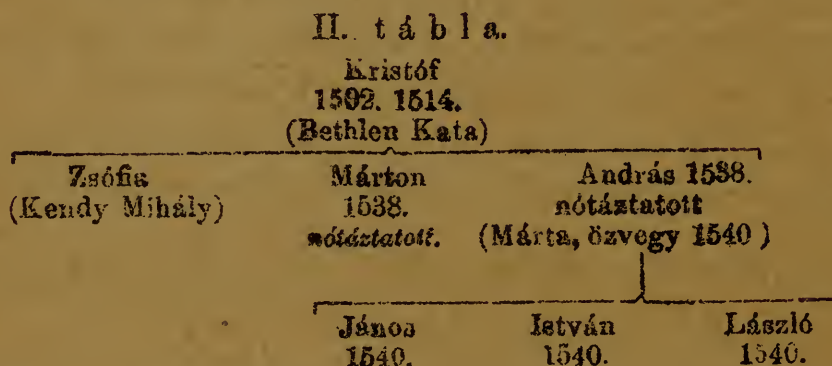 II. tábla.
Kristóf
1502. 1514.
(Bethlen Kata)
Zsófia Márton András 1538.
(Kendy Mihály) 1538. nótáztatott
nótáztatott. (Márta, özvegy 1540 )
János István László
1540. 1540. 1540.